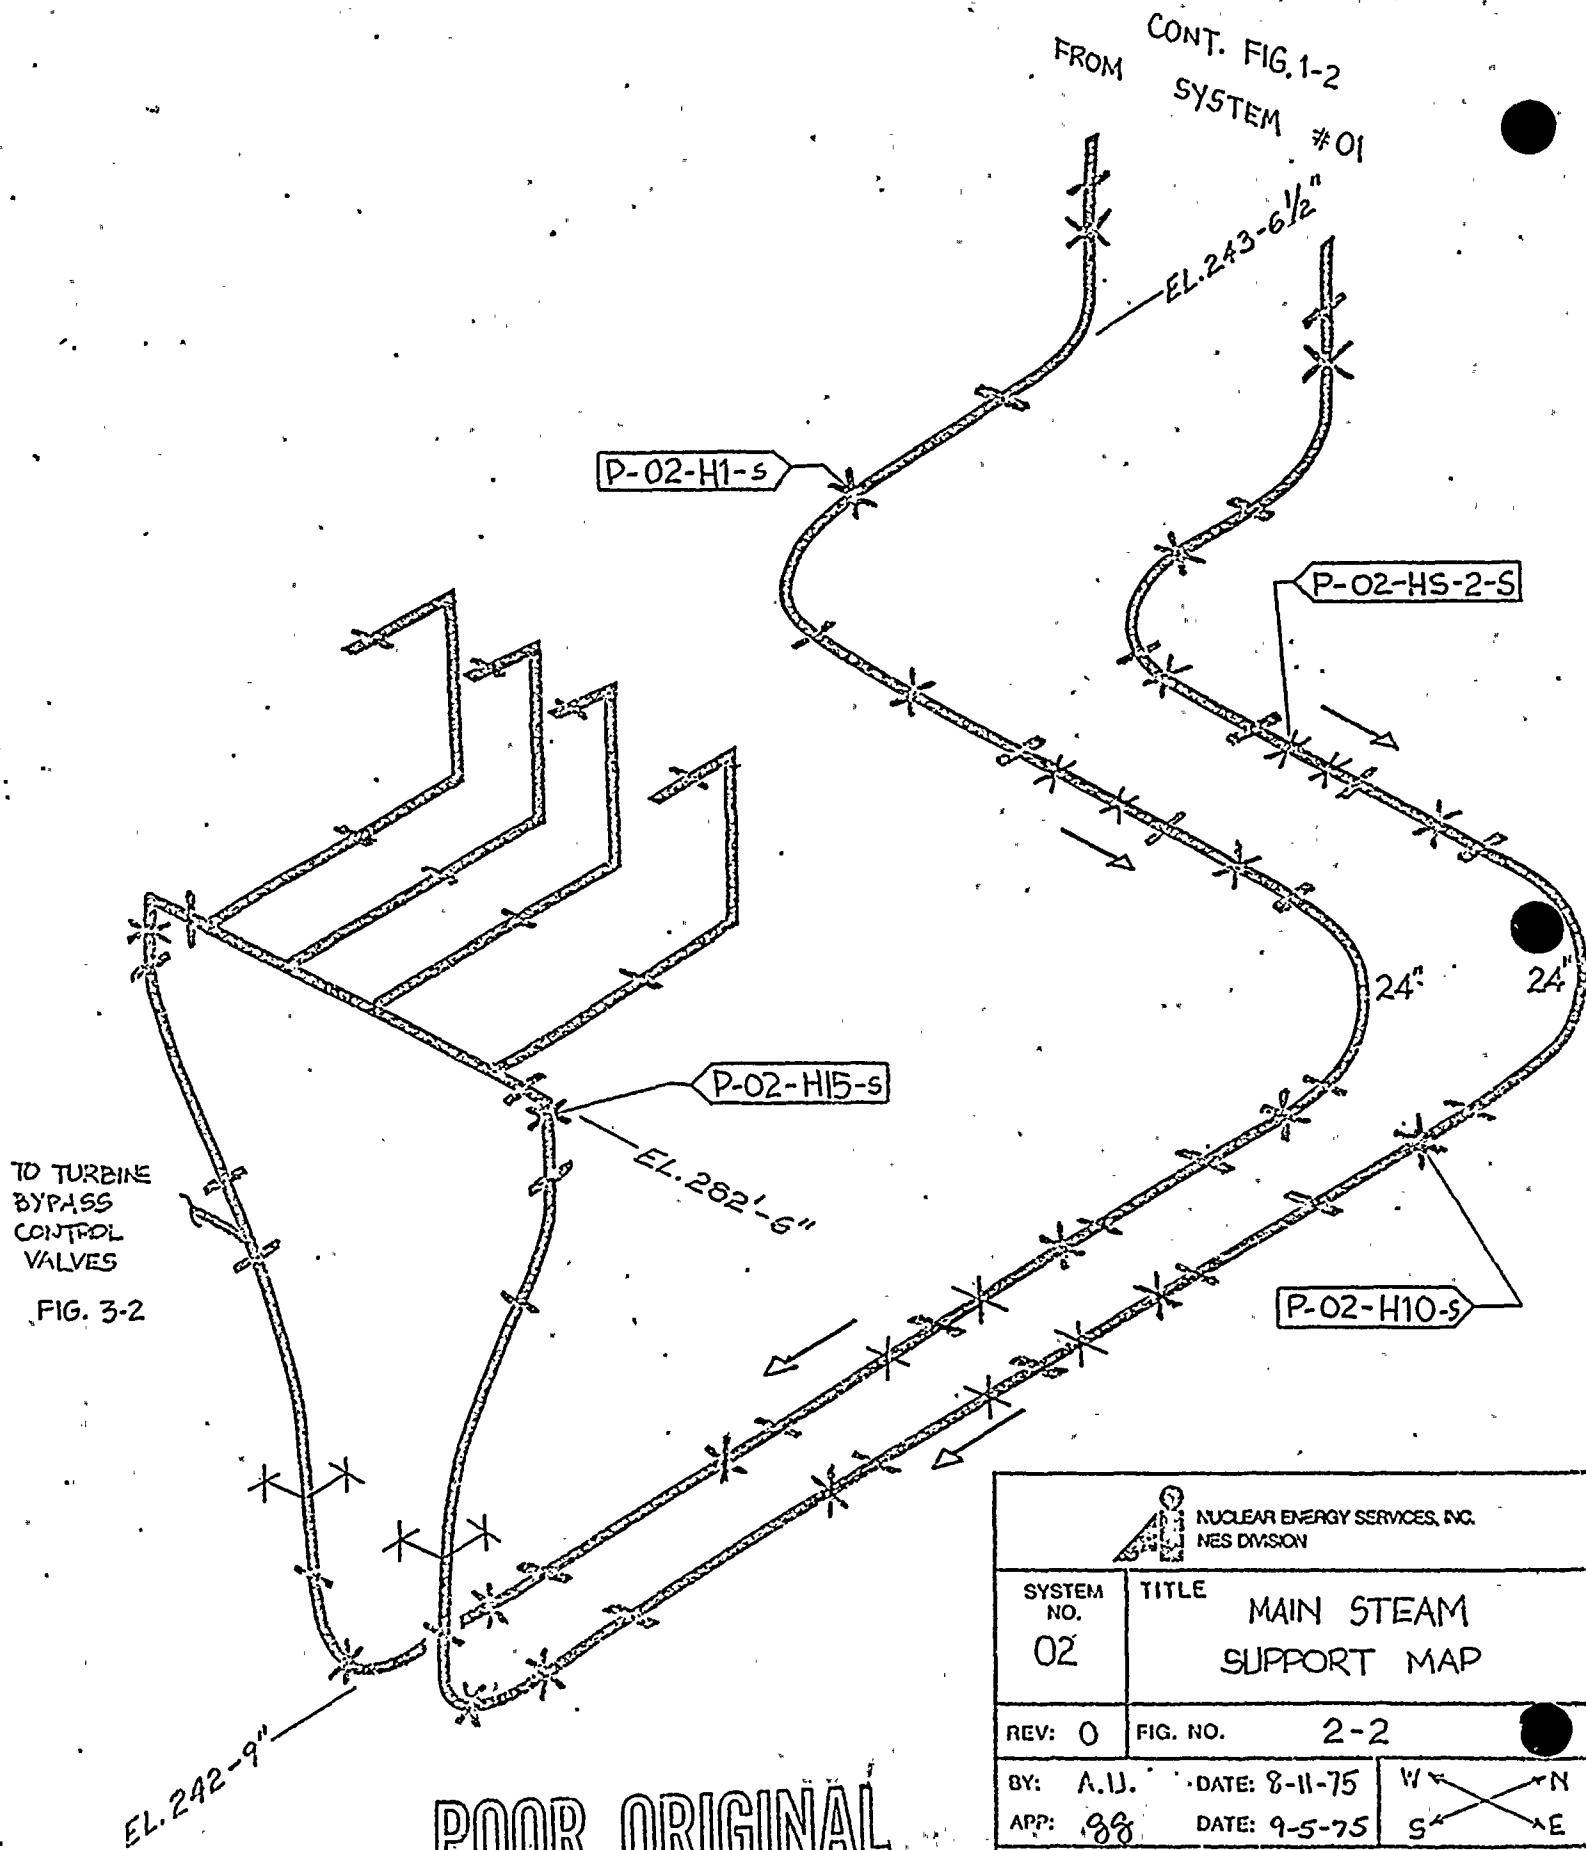 CONT. FIG. 1-2
FROM SYSTEM #01
EL. 243-6 1/2"
P-02-H1-s
P-02-HS-2-S
24"
24"
P-02-H15-s
EL. 282'-6"
TO TURBINE
BYPASS
CONTROL
VALVES
FIG. 3-2
P-02-H10-s
EL. 242-9"
NUCLEAR ENERGY SERVICES, INC.
NES DIVISION
SYSTEM
NO.
02
TITLE
MAIN STEAM
SUPPORT MAP
REV: 0
FIG. NO. 2-2
BY: A.U. DATE: 8-11-75
APP: gg DATE: 9-5-75
W N
S E
POOR ORIGINAL